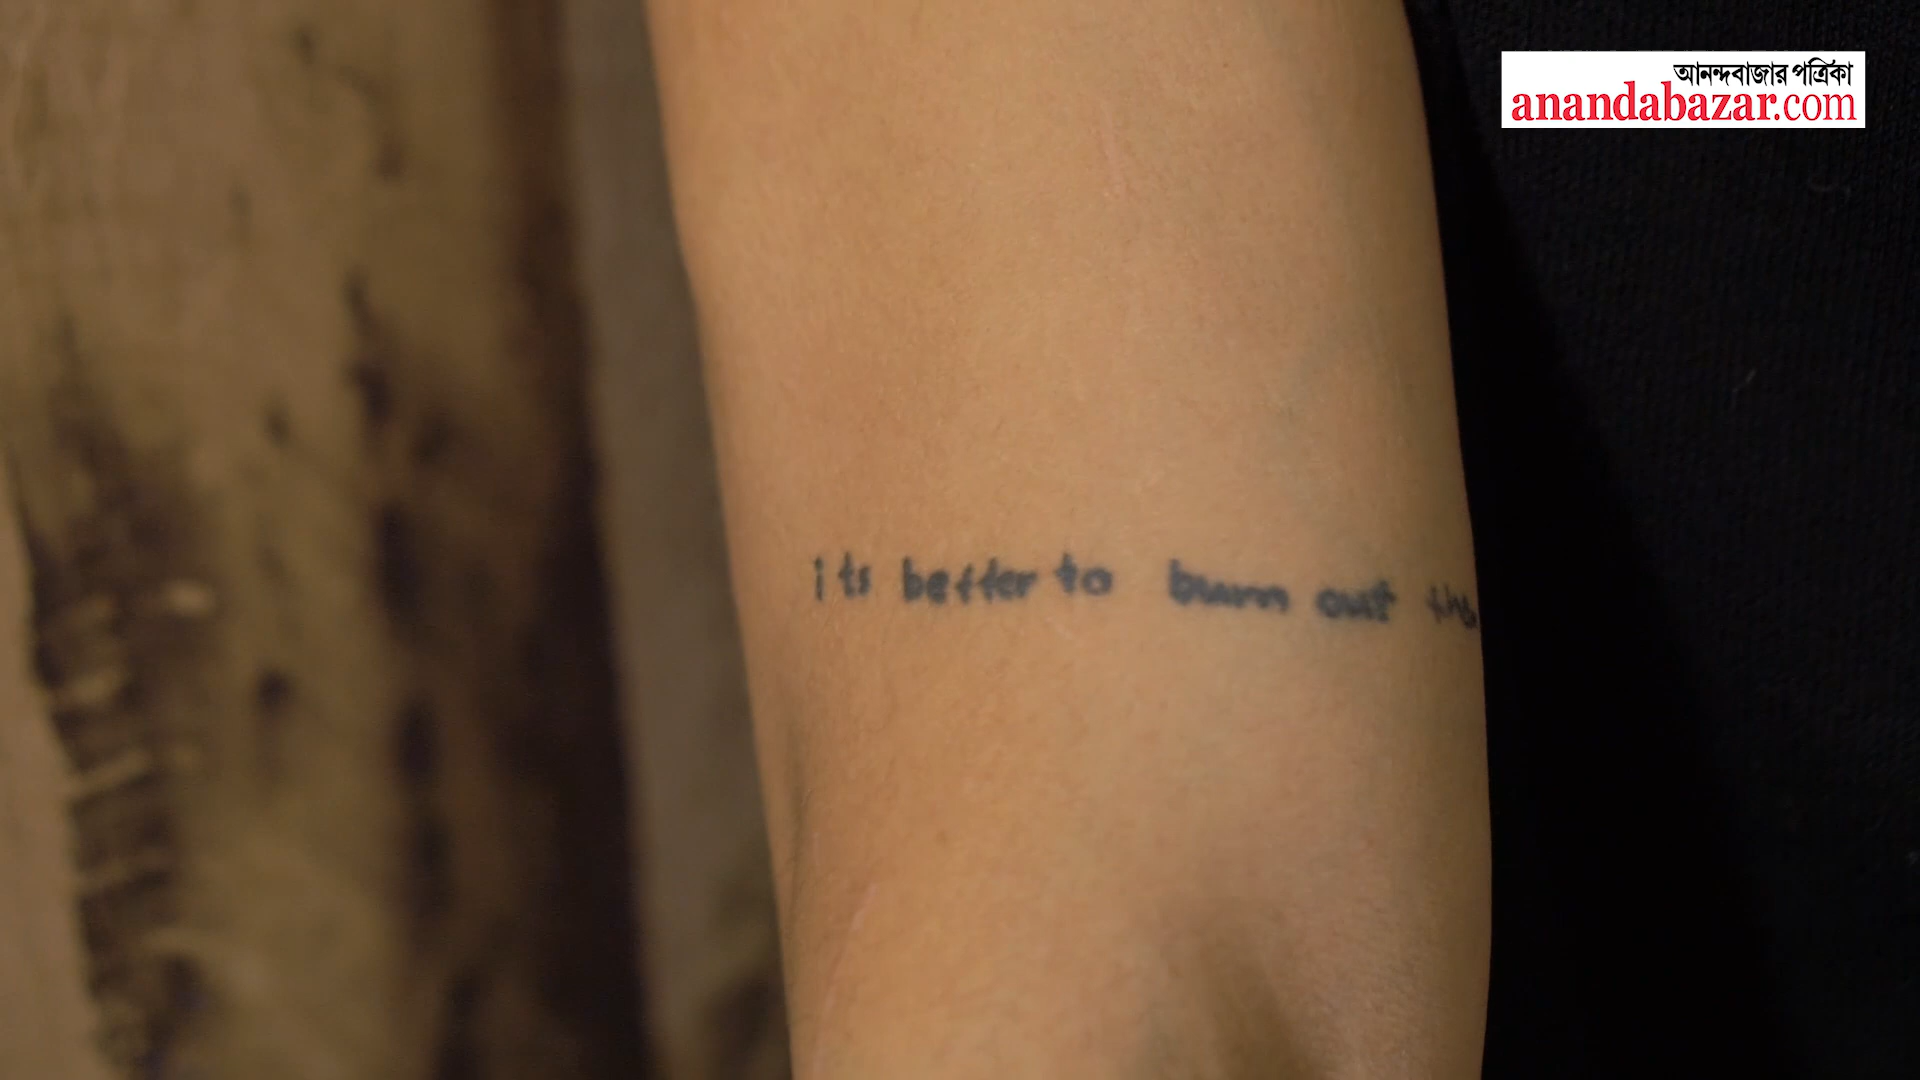 আনন্দবাজার পত্রিকা
anandabazar.com
its better to burn out